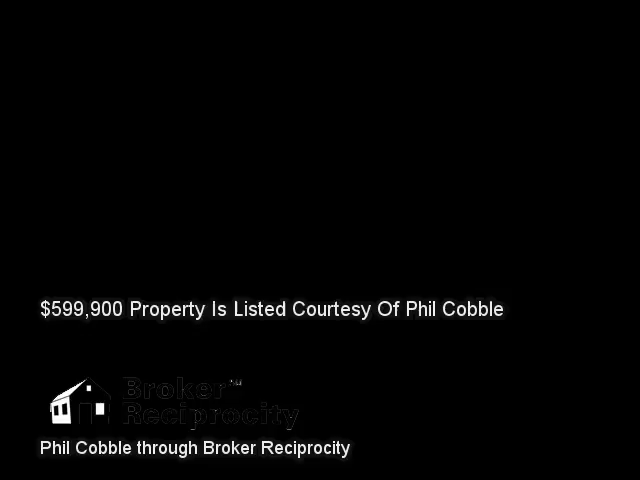 $599,900 Property Is Listed Courtesy Of Phil Cobble
Broker™
Reciprocity
Phil Cobble through Broker Reciprocity